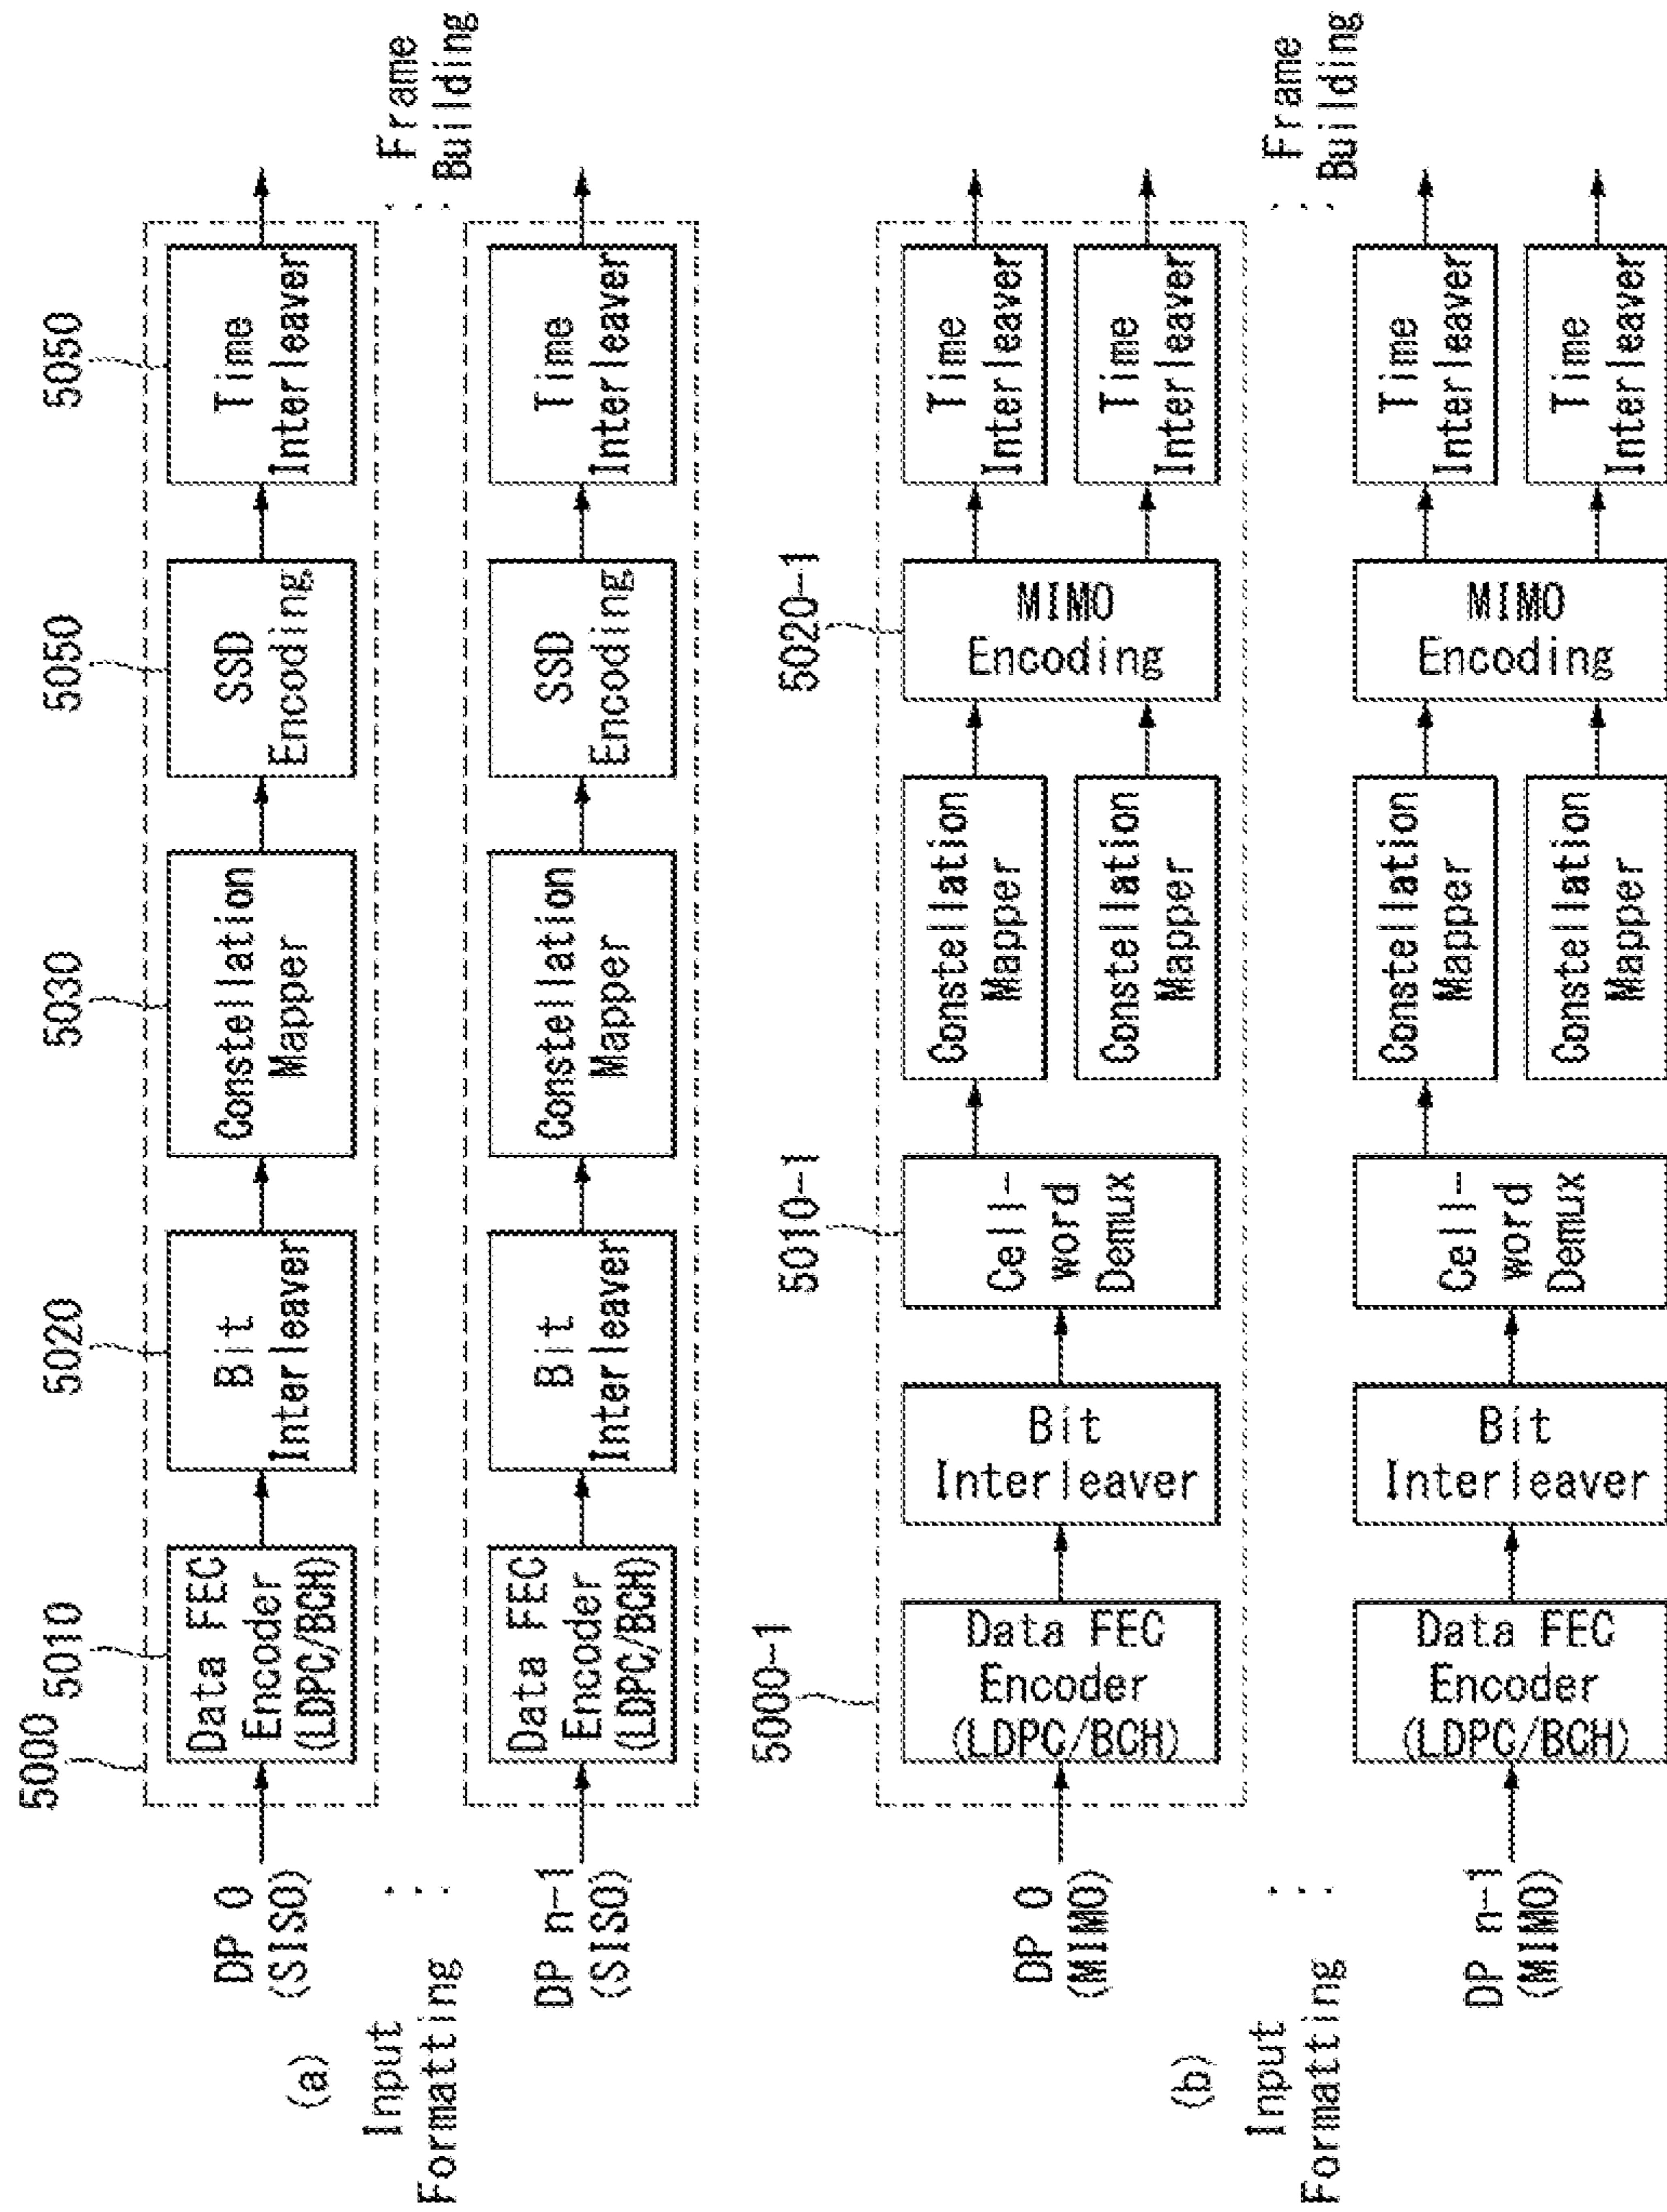 (a)
Input
Formatting
DP 0
(SISO)
DP n-1
(SISO)
5000
5010
5020
5030
5050
5050
Data FEC
Encoder
(LDPC/BCH)
Bit
Interleaver
Constellation
Mapper
SSD
Encoding
Time
Interleaver
Data FEC
Encoder
(LDPC/BCH)
Bit
Interleaver
Constellation
Mapper
SSD
Encoding
Time
Interleaver
Frame
Building
(b)
Input
Formatting
DP 0
(MIMO)
DP n-1
(MIMO)
5000-1
5010-1
5020-1
Data FEC
Encoder
(LDPC/BCH)
Bit
Interleaver
Cell-
word
Demux
Constellation
Mapper
Constellation
Mapper
MIMO
Encoding
Time
Interleaver
Time
Interleaver
Data FEC
Encoder
(LDPC/BCH)
Bit
Interleaver
Cell-
word
Demux
Constellation
Mapper
Constellation
Mapper
MIMO
Encoding
Time
Interleaver
Time
Interleaver
Frame
Building